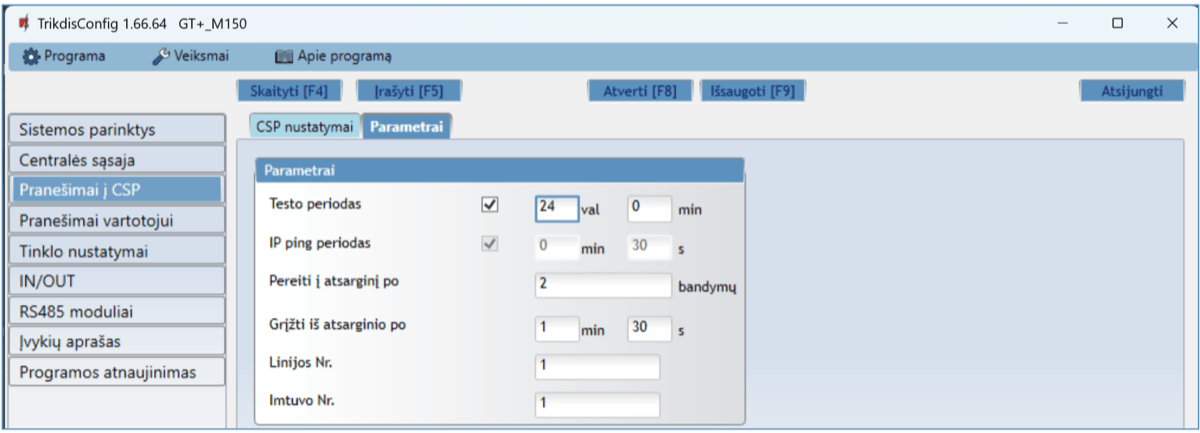 TrikdisConfig 1.66.64 GT+_M150
Programa Veiksmai Apie programą
Skaityti [F4] Įrašyti [F5] Atverti [F8] Išsaugoti [F9] Atsijungti
Sistemos parinktys
Centralės sąsaja
Pranešimai į CSP
Pranešimai vartotojui
Tinklo nustatymai
IN/OUT
RS485 moduliai
Įvykių aprašas
Programos atnaujinimas
CSP nustatymai Parametrai
Parametrai
Testo periodas 24 val 0 min
IP ping periodas 0 min 30 s
Pereiti į atsarginį po 2 bandymų
Grįžti iš atsarginio po 1 min 30 s
Linijos Nr. 1
Imtuvo Nr. 1